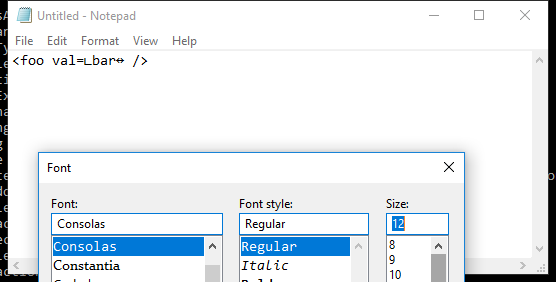 Untitled - Notepad
File Edit Format View Help
<foo val=∟bar↔ />
Font
Font: Font style: Size:
Consolas Regular 12
Consolas Regular 8
Constantia Italic 9
10